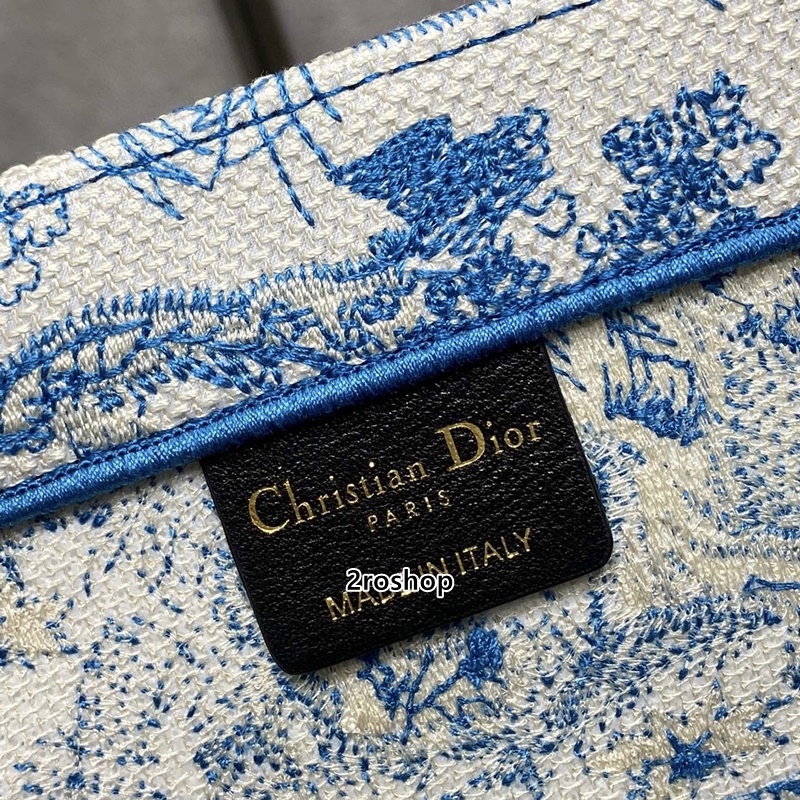 Christian Dior
PARIS
MADE IN ITALY
2roshop